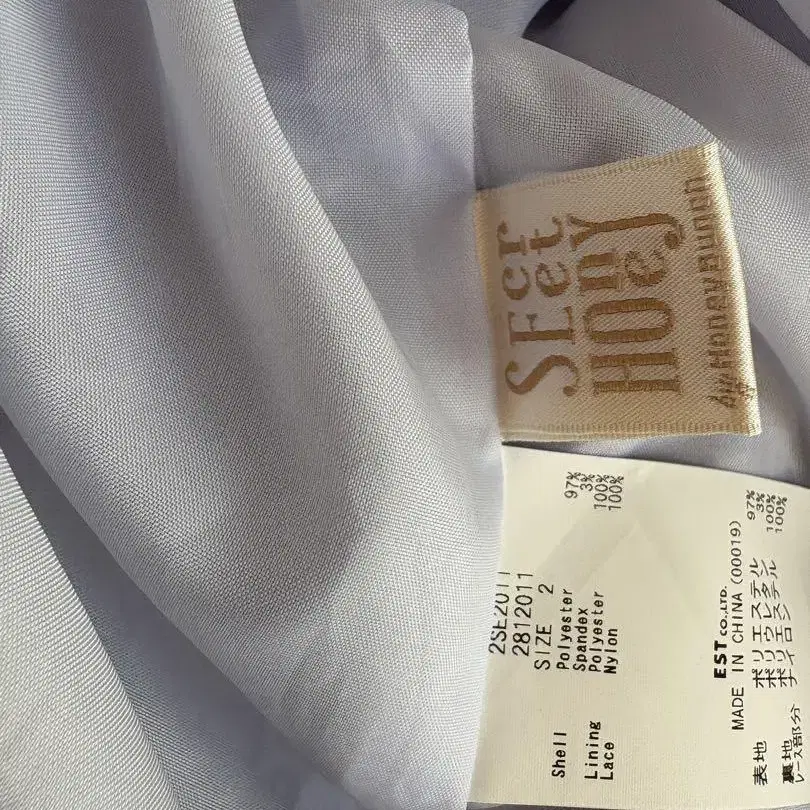 SEcrEt
HOneyny
by Honey Bunch
2SE2011
2812011
SIZE 2
Shell Polyester 97%
Spandex 3%
Lining Polyester 100%
Lace Nylon 100%
EST CO.,LTD.
MADE IN CHINA (00019)
表地 ポリエステル 97%
ポリウレタン 3%
裏地 ポリエステル 100%
レース部分 ナイロン 100%